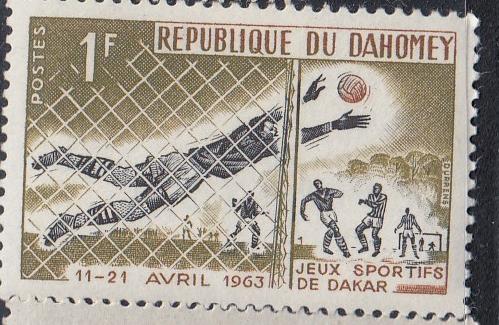 POSTES
1F
REPUBLIQUE DU DAHOMEY
DURRENS
11-21 AVRIL 1963
JEUX SPORTIFS
DE DAKAR